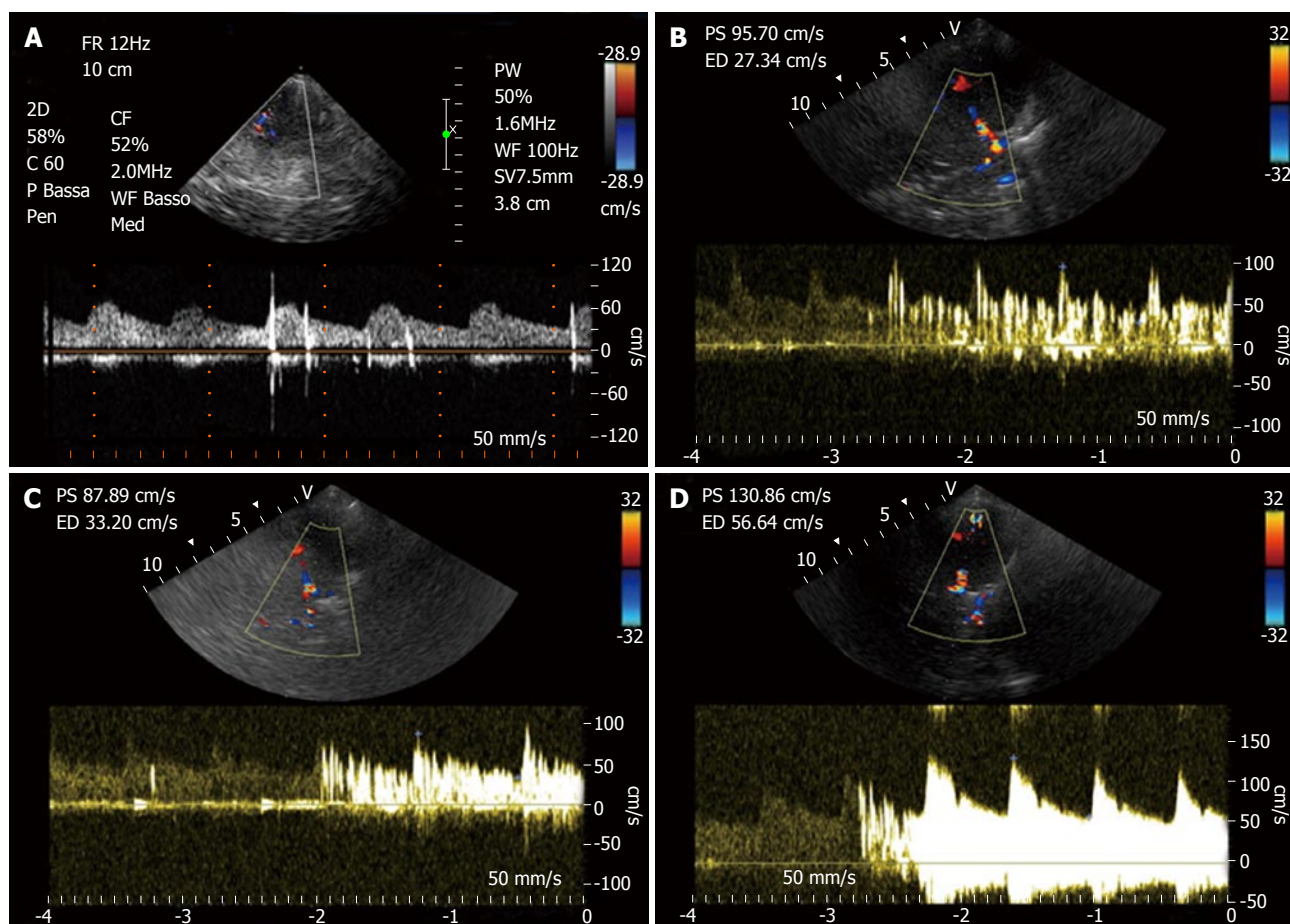 A
FR 12Hz
10 cm
2D
58%
C 60
P Bassa
Pen
CF
52%
2.0MHz
WF Basso
Med
x
PW
50%
1.6MHz
WF 100Hz
SV7.5mm
3.8 cm
-28.9
-28.9
cm/s
120
60
0
-60
-120
cm/s
50 mm/s
B
PS 95.70 cm/s
ED 27.34 cm/s
V
5
10
32
-32
100
50
0
-50
-100
cm/s
50 mm/s
-4
-3
-2
-1
0
C
PS 87.89 cm/s
ED 33.20 cm/s
V
5
10
32
-32
100
50
0
-100
cm/s
50 mm/s
-4
-3
-2
-1
0
D
PS 130.86 cm/s
ED 56.64 cm/s
V
5
10
32
-32
150
100
50
0
-50
cm/s
50 mm/s
-4
-3
-2
-1
0